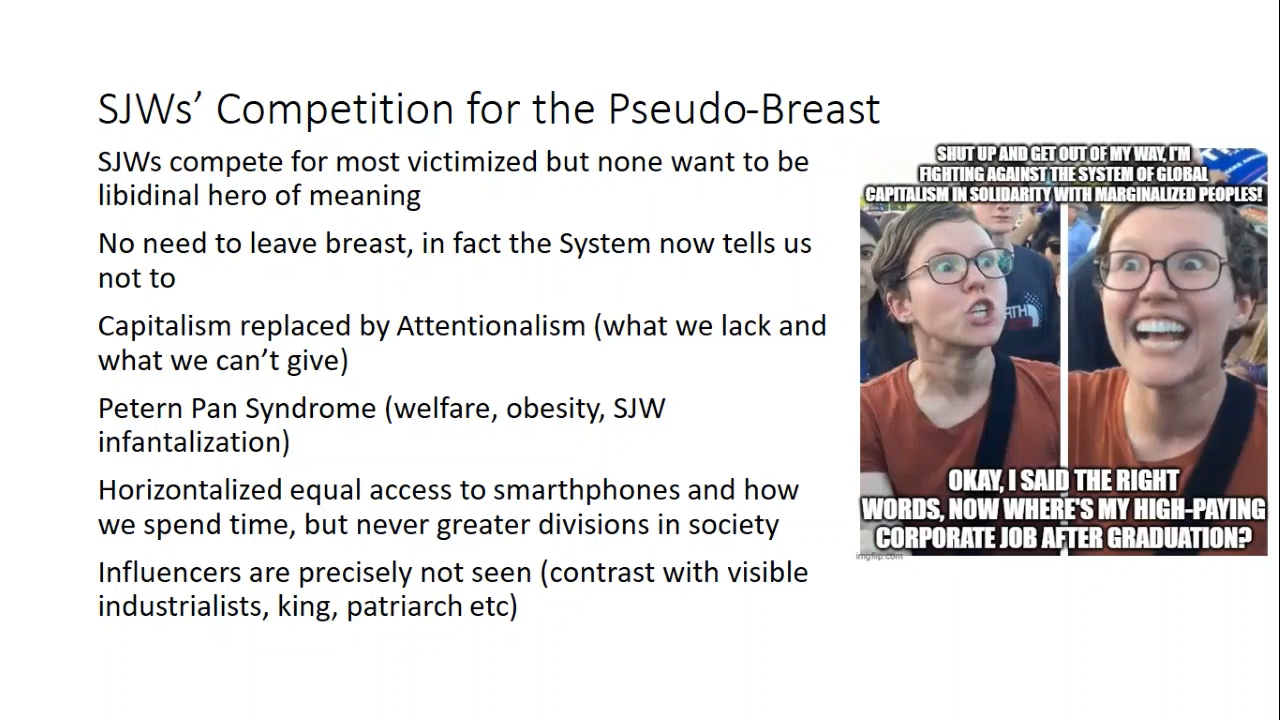 SJWs’ Competition for the Pseudo-Breast
SJWs compete for most victimized but none want to be
libidinal hero of meaning
No need to leave breast, in fact the System now tells us
not to
Capitalism replaced by Attentionalism (what we lack and
what we can’t give)
Petern Pan Syndrome (welfare, obesity, SJW
infantalization)
Horizontalized equal access to smarthphones and how
we spend time, but never greater divisions in society
Influencers are precisely not seen (contrast with visible
industrialists, king, patriarch etc)
SHUT UP AND GET OUT OF MY WAY, I'M
FIGHTING AGAINST THE SYSTEM OF GLOBAL
CAPITALISM IN SOLIDARITY WITH MARGINALIZED PEOPLES!
OKAY, I SAID THE RIGHT
WORDS, NOW WHERE'S MY HIGH-PAYING
CORPORATE JOB AFTER GRADUATION?
imgflip.com